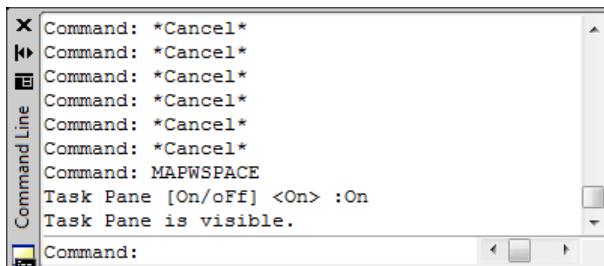 Command: *Cancel*
Command: *Cancel*
Command: *Cancel*
Command: *Cancel*
Command: *Cancel*
Command: *Cancel*
Command: MAPWSPACE
Task Pane [On/oFf] <On> :On
Task Pane is visible.
Command:
Command Line